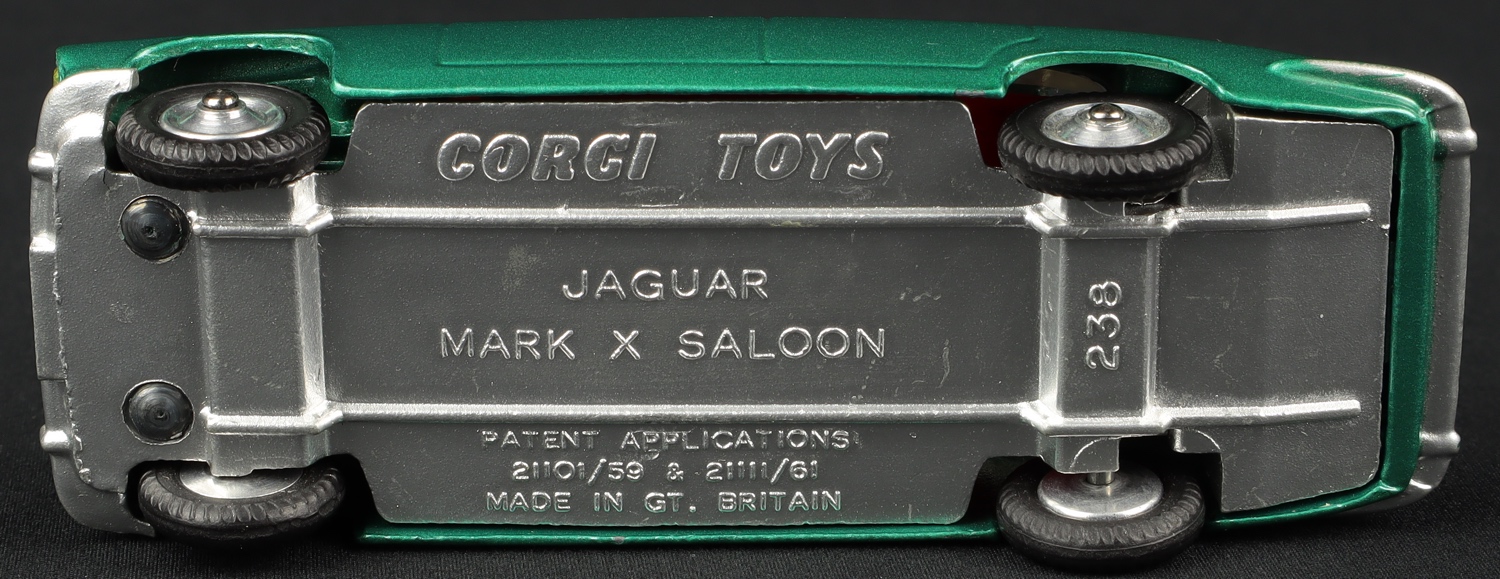 CORGI TOYS
JAGUAR
MARK X SALOON
238
PATENT APPLICATIONS
21101/59 & 21111/61
MADE IN GT. BRITAIN